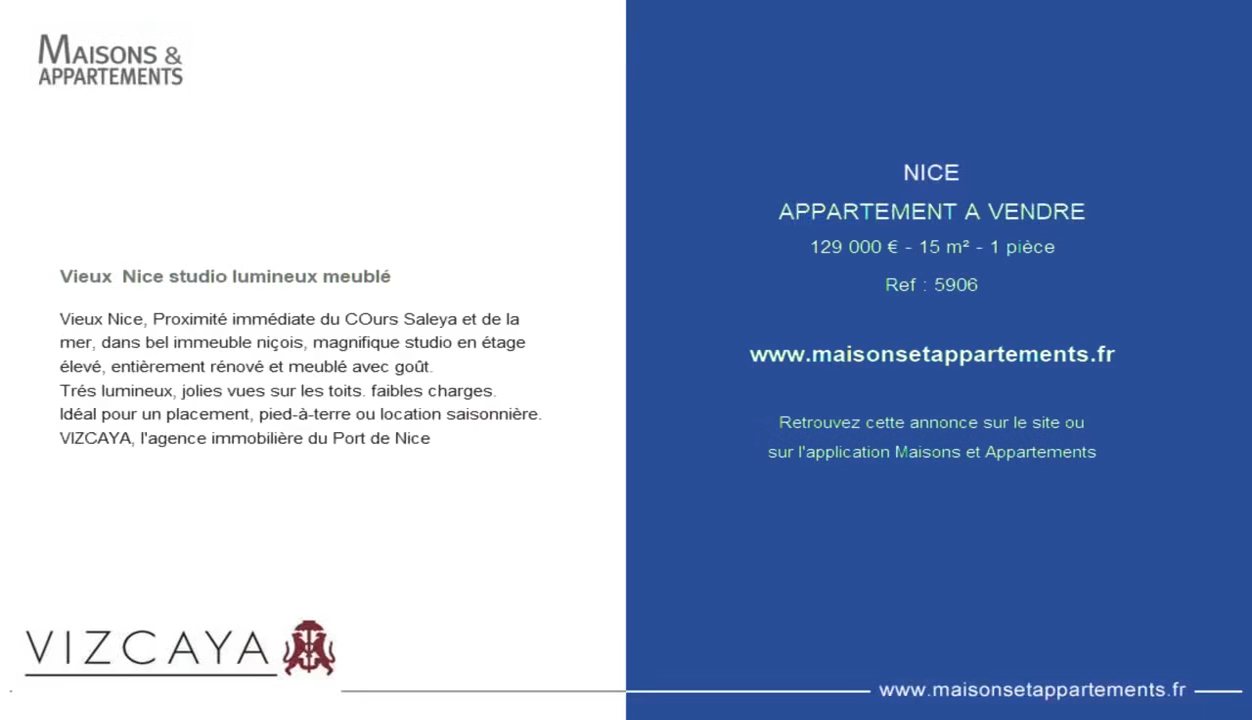 MAISONS &
APPARTEMENTS
Vieux  Nice studio lumineux meublé
Vieux Nice, Proximité immédiate du COurs Saleya et de la
mer, dans bel immeuble niçois, magnifique studio en étage
élevé, entièrement rénové et meublé avec goût.
Trés lumineux, jolies vues sur les toits. faibles charges.
Idéal pour un placement, pied-à-terre ou location saisonnière.
VIZCAYA, l'agence immobilière du Port de Nice
VIZCAYA
NICE
APPARTEMENT A VENDRE
129 000 € - 15 m² - 1 pièce
Ref : 5906
www.maisonsetappartements.fr
Retrouvez cette annonce sur le site ou
sur l'application Maisons et Appartements
www.maisonsetappartements.fr